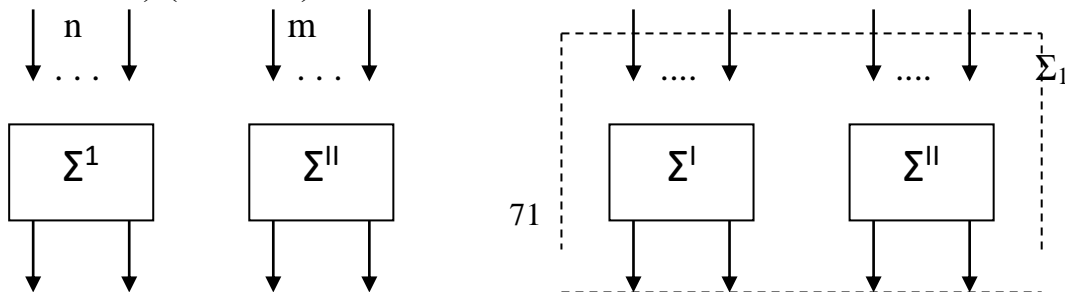 n m
. . . . . . .... .... Σ₁
Σ¹ Σᴵᴵ Σᴵ Σᴵᴵ
71